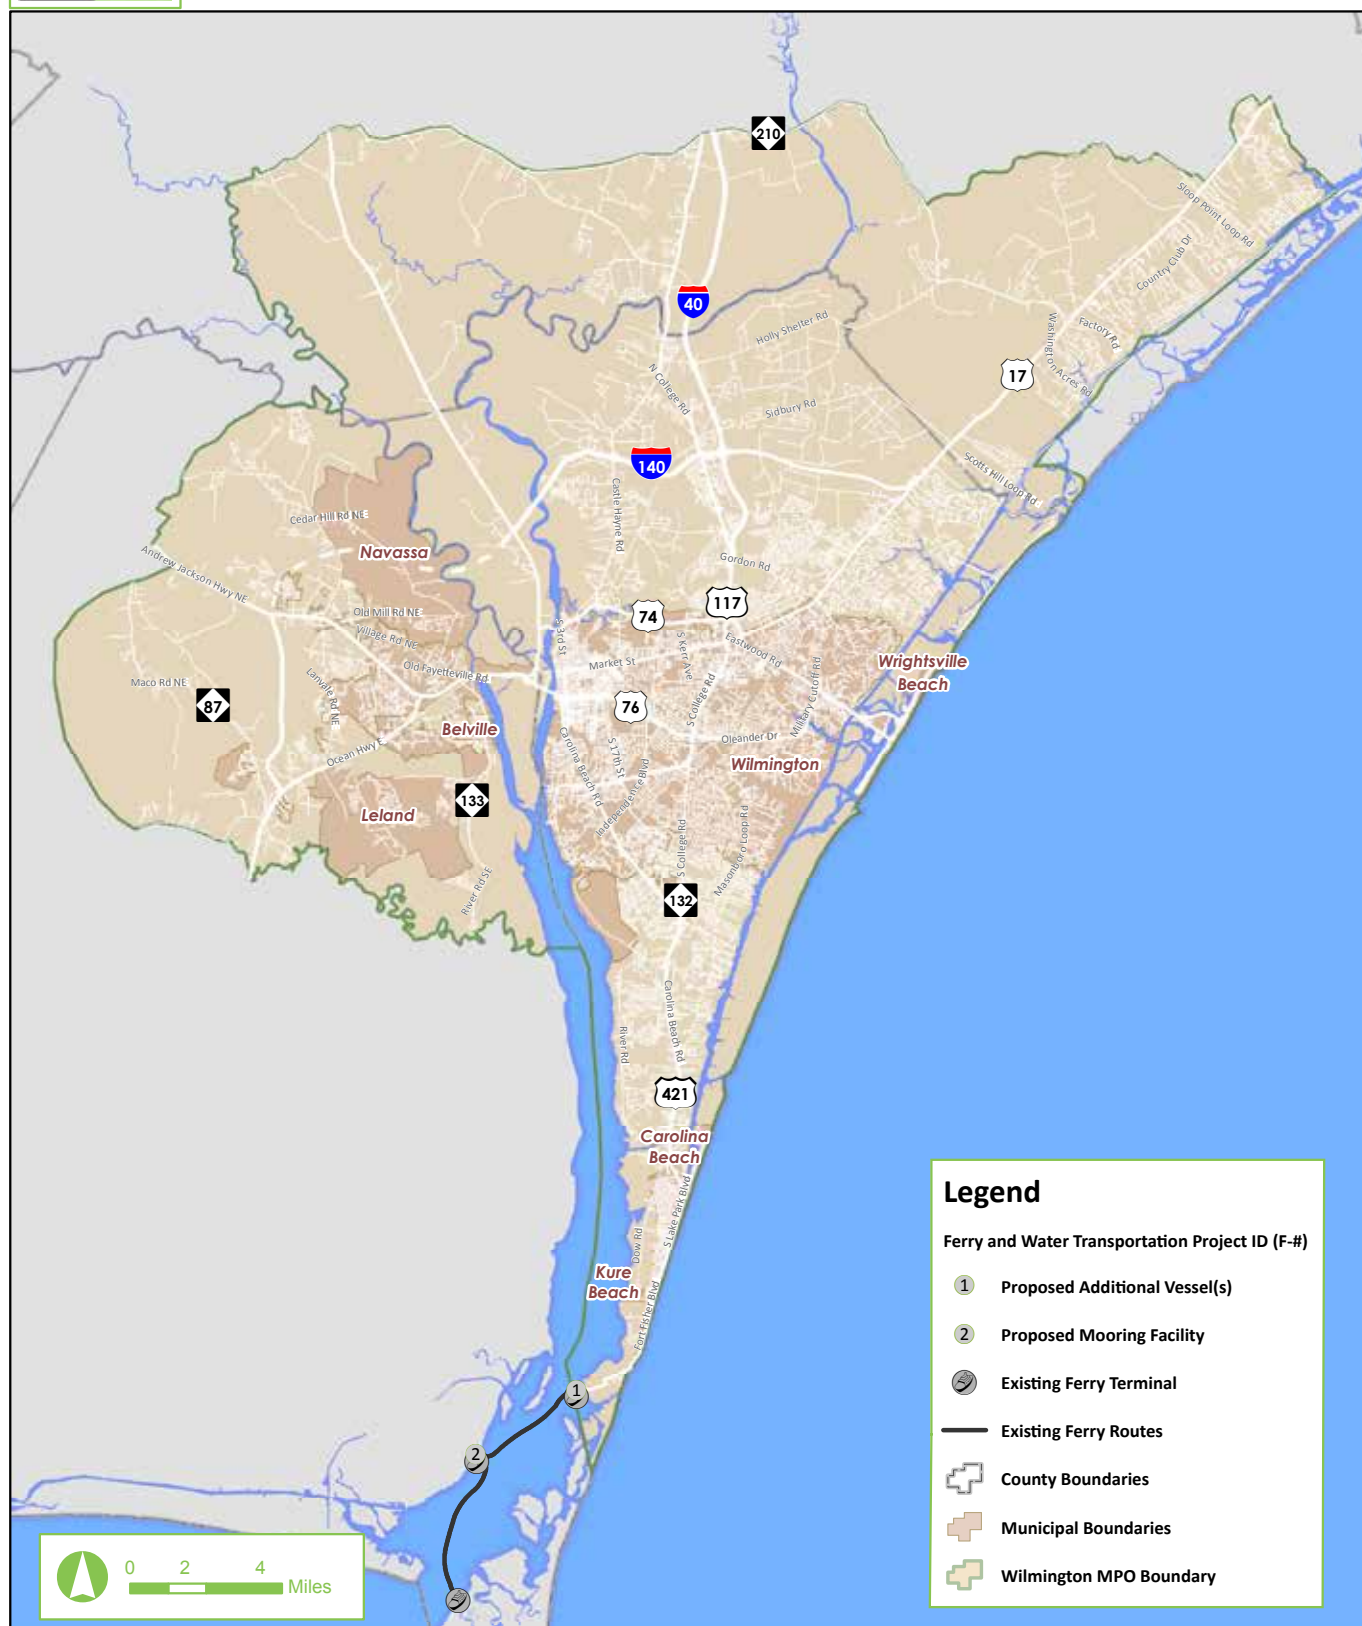 210
Sloop Point Loop Rd
Country Club Dr
40
Holly Shelter Rd
Factory Rd
Washington Acres Rd
17
N College Rd
Sidbury Rd
140
Scotts Hill Loop Rd
Castle Hayne Rd
Cedar Hill Rd NE
Navassa
Andrew Jackson Hwy NE
Gordon Rd
117
74
Old Mill Rd NE
Village Rd NE
S 3rd St
S Kerr Ave
Eastwood Rd
Market St
Old Fayetteville Rd
Wrightsville
Beach
Military Cutoff Rd
Maco Rd NE
Lanvale Rd NE
87
76
S College Rd
Belville
Oleander Dr
Ocean Hwy E
Carolina Beach Rd
S 17th St
Wilmington
Independence Blvd
133
Leland
S College Rd
Masonboro Loop Rd
River Rd SE
132
Carolina Beach Rd
River Rd
421
Carolina
Beach
S Lake Park Blvd
Dow Rd
Kure
Beach
Fort Fisher Blvd
1
2
Legend
Ferry and Water Transportation Project ID (F-#)
1 Proposed Additional Vessel(s)
2 Proposed Mooring Facility
Existing Ferry Terminal
Existing Ferry Routes
County Boundaries
Municipal Boundaries
Wilmington MPO Boundary
0 2 4
Miles